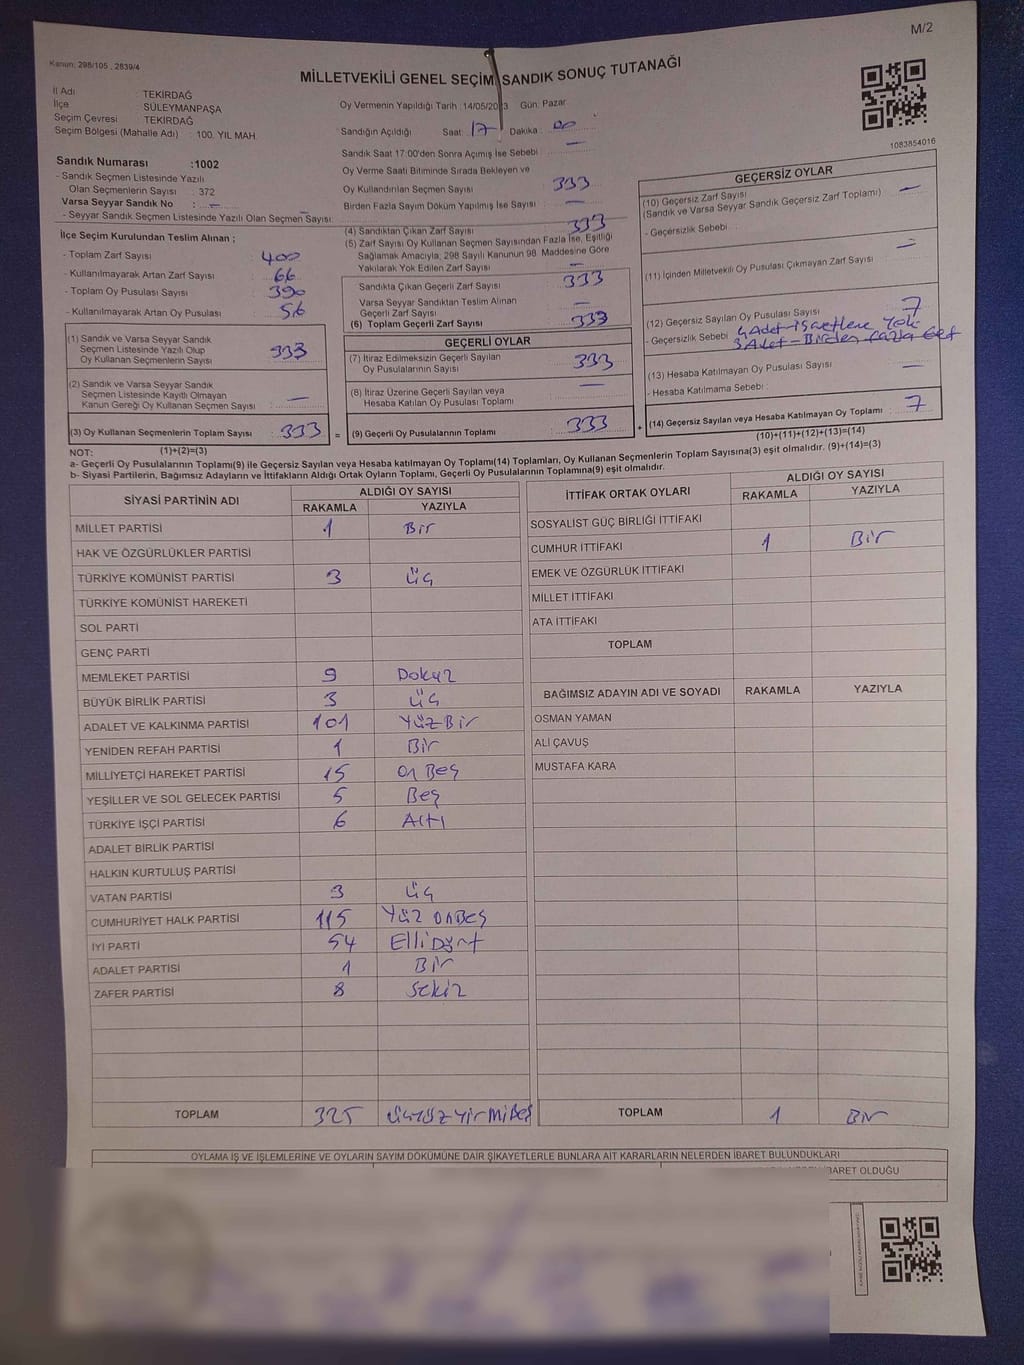 M/2
Kanun: 298/105 , 2839/4
MİLLETVEKİLİ GENEL SEÇİM SANDIK SONUÇ TUTANAĞI
1083854016
İl Adı : TEKİRDAĞ
İlçe : SÜLEYMANPAŞA
Seçim Çevresi : TEKİRDAĞ
Seçim Bölgesi (Mahalle Adı) : 100. YIL MAH
Sandık Numarası :1002
- Sandık Seçmen Listesinde Yazılı
Olan Seçmenlerin Sayısı : 372
Varsa Seyyar Sandık No : —
- Seyyar Sandık Seçmen Listesinde Yazılı Olan Seçmen Sayısı: —
Oy Vermenin Yapıldığı Tarih :14/05/2023 Gün: Pazar
Sandığın Açıldığı Saat: 17 Dakika : 00
Sandık Saat 17:00'den Sonra Açımış İse Sebebi : —
Oy Verme Saati Bitiminde Sırada Bekleyen ve
Oy Kullandırılan Seçmen Sayısı : 333
Birden Fazla Sayım Döküm Yapılmış İse Sayısı : —
İlçe Seçim Kurulundan Teslim Alınan ;
- Toplam Zarf Sayısı : 400
- Kullanılmayarak Artan Zarf Sayısı : 66
- Toplam Oy Pusulası Sayısı : 390
- Kullanılmayarak Artan Oy Pusulası : 56
(1) Sandık ve Varsa Seyyar Sandık
Seçmen Listesinde Yazılı Olup
Oy Kullanan Seçmenlerin Sayısı : 333
(2) Sandık ve Varsa Seyyar Sandık
Seçmen Listesinde Kayıtlı Olmayan
Kanun Gereği Oy Kullanan Seçmen Sayısı : —
(3) Oy Kullanan Seçmenlerin Toplam Sayısı : 333 =
(4) Sandıktan Çıkan Zarf Sayısı : 333
(5) Zarf Sayısı Oy Kullanan Seçmen Sayısından Fazla İse, Eşitliği
Sağlamak Amacıyla, 298 Sayılı Kanunun 98. Maddesine Göre
Yakılarak Yok Edilen Zarf Sayısı : —
Sandıkta Çıkan Geçerli Zarf Sayısı : 333
Varsa Seyyar Sandıktan Teslim Alınan
Geçerli Zarf Sayısı : —
(6) Toplam Geçerli Zarf Sayısı : 333
GEÇERLİ OYLAR
(7) İtiraz Edilmeksizin Geçerli Sayılan
Oy Pusulalarının Sayısı : 333
(8) İtiraz Üzerine Geçerli Sayılan veya
Hesaba Katılan Oy Pusulası Toplamı : —
(9) Geçerli Oy Pusulalarının Toplamı : 333 +
GEÇERSİZ OYLAR
(10) Geçersiz Zarf Sayısı : —
(Sandık ve Varsa Seyyar Sandık Geçersiz Zarf Toplamı)
- Geçersizlik Sebebi :
(11) İçinden Milletvekili Oy Pusulası Çıkmayan Zarf Sayısı : —
(12) Geçersiz Sayılan Oy Pusulası Sayısı : 7
- Geçersizlik Sebebi : 4 Adet - işaretleme Yok
3 Adet - Birden fazla
(13) Hesaba Katılmayan Oy Pusulası Sayısı : —
- Hesaba Katılmama Sebebi :
(14) Geçersiz Sayılan veya Hesaba Katılmayan Oy Toplamı : 7
(10)+(11)+(12)+(13)=(14)
NOT: (1)+(2)=(3)
a- Geçerli Oy Pusulalarının Toplamı(9) ile Geçersiz Sayılan veya Hesaba katılmayan Oy Toplamı(14) Toplamları, Oy Kullanan Seçmenlerin Toplam Sayısına(3) eşit olmalıdır. (9)+(14)=(3)
b- Siyasi Partilerin, Bağımsız Adayların ve İttifakların Aldığı Ortak Oyların Toplamı, Geçerli Oy Pusulalarının Toplamına(9) eşit olmalıdır.
SİYASİ PARTİNİN ADI ALDIĞI OY SAYISI
RAKAMLA YAZIYLA
MİLLET PARTİSİ 1 Bir
HAK VE ÖZGÜRLÜKLER PARTİSİ
TÜRKİYE KOMÜNİST PARTİSİ 3 Üç
TÜRKİYE KOMÜNİST HAREKETİ
SOL PARTİ
GENÇ PARTİ
MEMLEKET PARTİSİ 9 Dokuz
BÜYÜK BİRLİK PARTİSİ 3 Üç
ADALET VE KALKINMA PARTİSİ 101 YüzBir
YENİDEN REFAH PARTİSİ 1 Bir
MİLLİYETÇİ HAREKET PARTİSİ 15 On Beş
YEŞİLLER VE SOL GELECEK PARTİSİ 5 Beş
TÜRKİYE İŞÇİ PARTİSİ 6 Altı
ADALET BİRLİK PARTİSİ
HALKIN KURTULUŞ PARTİSİ
VATAN PARTİSİ 3 Üç
CUMHURİYET HALK PARTİSİ 115 Yüz OnBeş
İYİ PARTİ 54 ElliDört
ADALET PARTİSİ 1 Bir
ZAFER PARTİSİ 8 Sekiz
TOPLAM 325 ÜçyüzyirmiBeş
İTTİFAK ORTAK OYLARI ALDIĞI OY SAYISI
RAKAMLA YAZIYLA
SOSYALİST GÜÇ BİRLİĞİ İTTİFAKI
CUMHUR İTTİFAKI 1 Bir
EMEK VE ÖZGÜRLÜK İTTİFAKI
MİLLET İTTİFAKI
ATA İTTİFAKI
TOPLAM
BAĞIMSIZ ADAYIN ADI VE SOYADI RAKAMLA YAZIYLA
OSMAN YAMAN
ALİ ÇAVUŞ
MUSTAFA KARA
TOPLAM 1 Bir
OYLAMA İŞ VE İŞLEMLERİNE VE OYLARIN SAYIM DÖKÜMÜNE DAİR ŞİKAYETLERLE BUNLARA AİT KARARLARIN NELERDEN İBARET BULUNDUKLARI
İBARET OLDUĞU